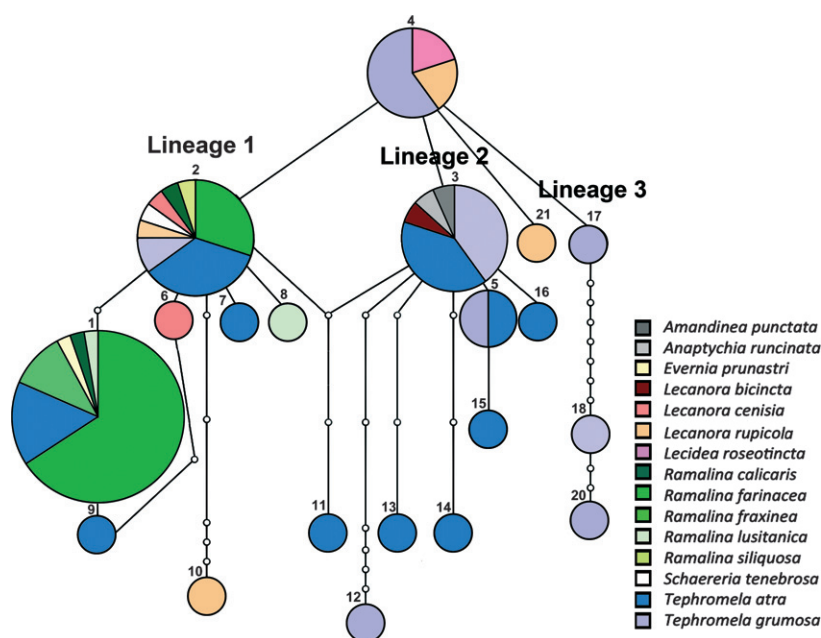 4
Lineage 1
2
Lineage 2
3
Lineage 3
21
17
5
16
6
7
8
1
15
18
9
11
13
14
20
10
12
Amandinea punctata
Anaptychia runcinata
Evernia prunastri
Lecanora bicincta
Lecanora cenisia
Lecanora rupicola
Lecidea roseotincta
Ramalina calicaris
Ramalina farinacea
Ramalina fraxinea
Ramalina lusitanica
Ramalina siliquosa
Schaereria tenebrosa
Tephromela atra
Tephromela grumosa